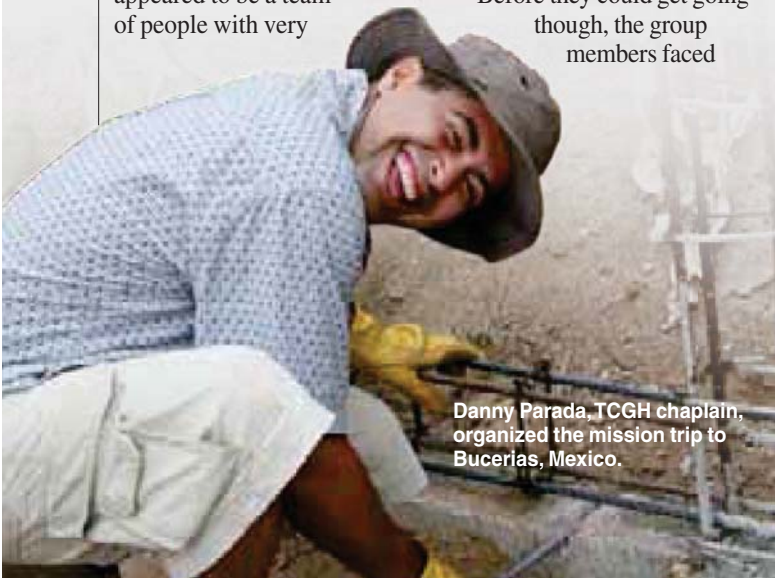 appeared to be a team
of people with very
Before they could get going
though, the group
members faced
Danny Parada, TCGH chaplain,
organized the mission trip to
Bucerias, Mexico.